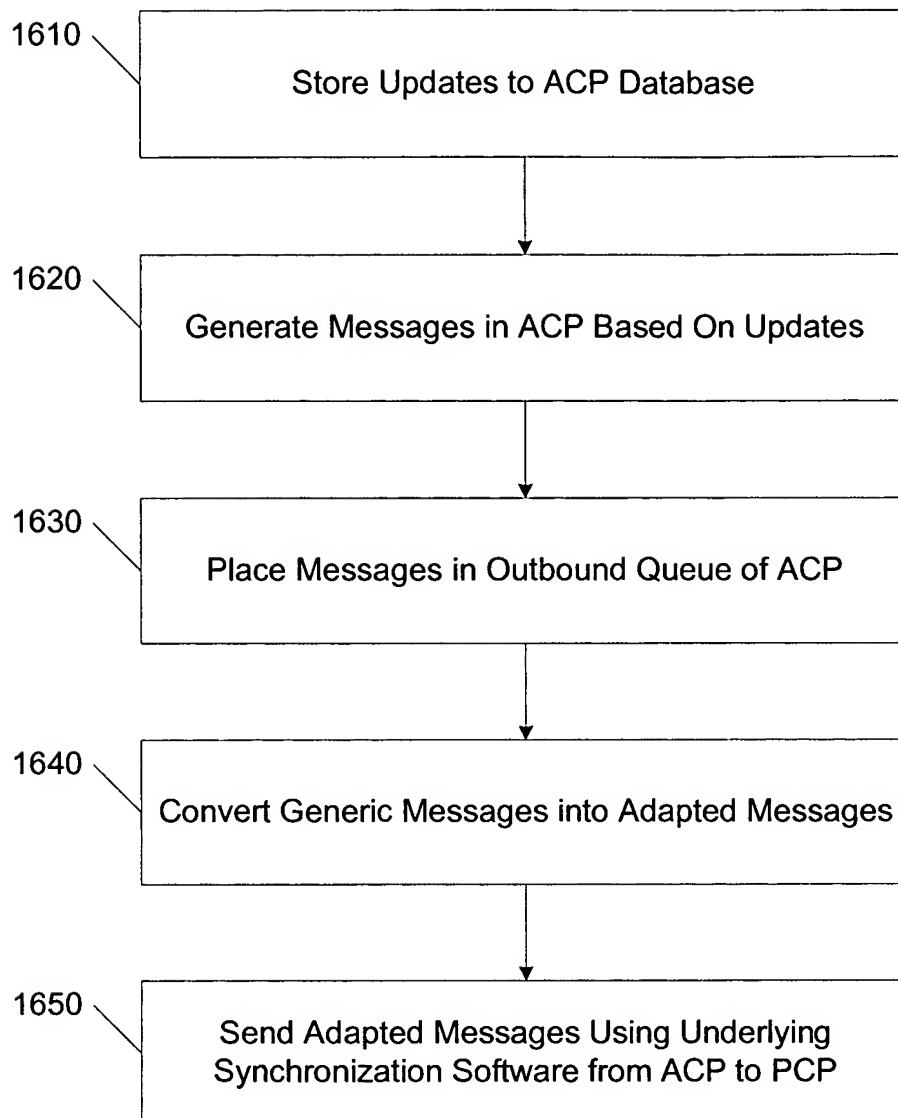 1610
Store Updates to ACP Database
1620
Generate Messages in ACP Based On Updates
1630
Place Messages in Outbound Queue of ACP
1640
Convert Generic Messages into Adapted Messages
1650
Send Adapted Messages Using Underlying
Synchronization Software from ACP to PCP